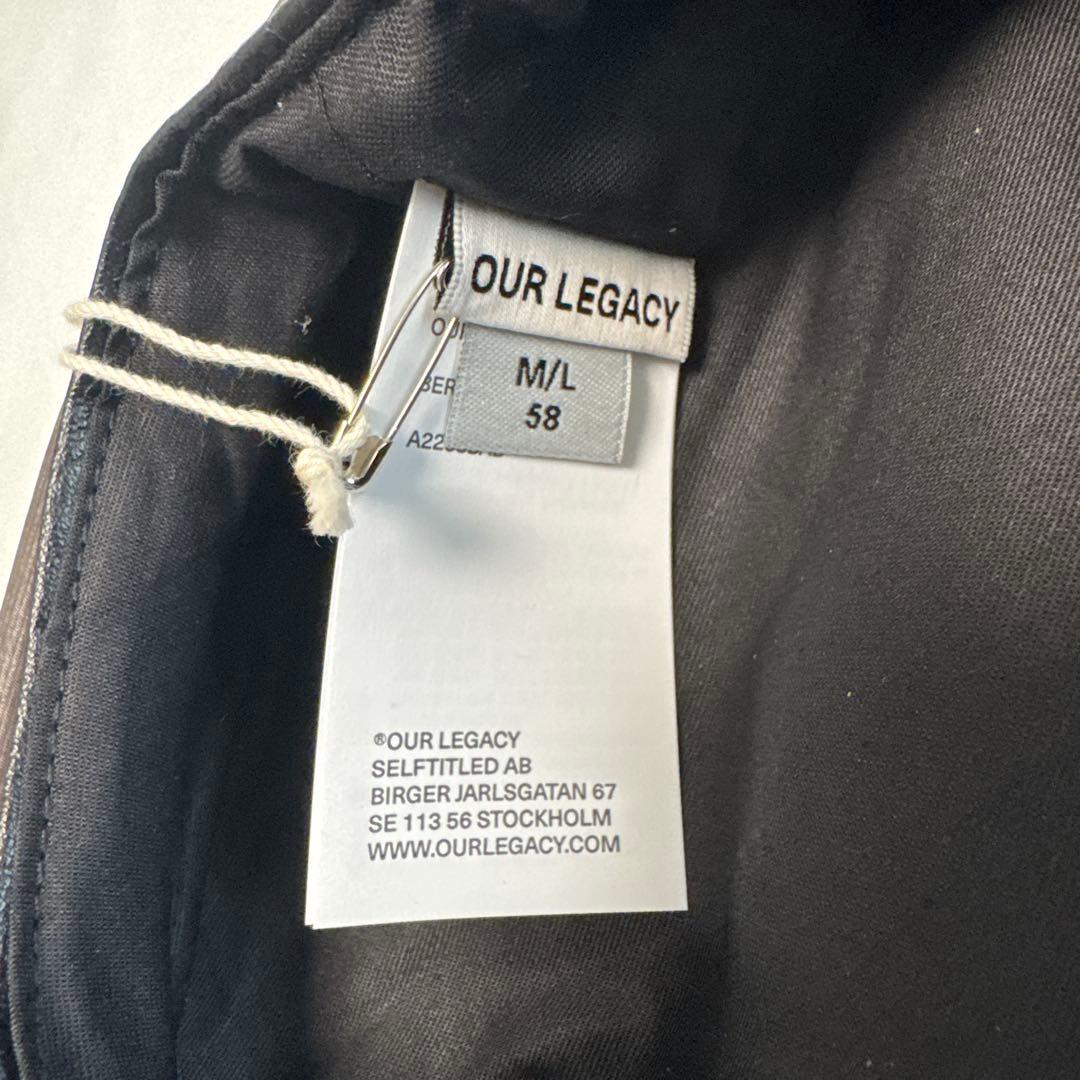 OUR LEGACY
M/L
58
®OUR LEGACY
SELFTITLED AB
BIRGER JARLSGATAN 67
SE 113 56 STOCKHOLM
WWW.OURLEGACY.COM